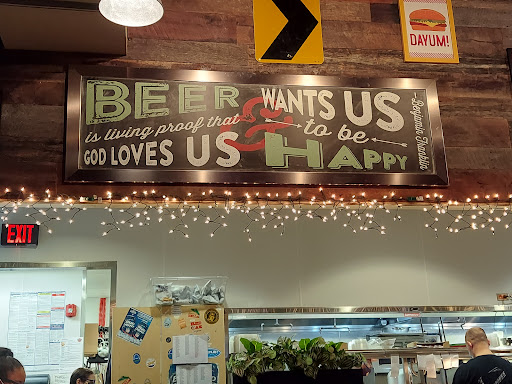 DAYUM!
BEER
is living proof that
GOD LOVES US
&
WANTS US
to be
HAPPY
-Benjamin Franklin
EXIT